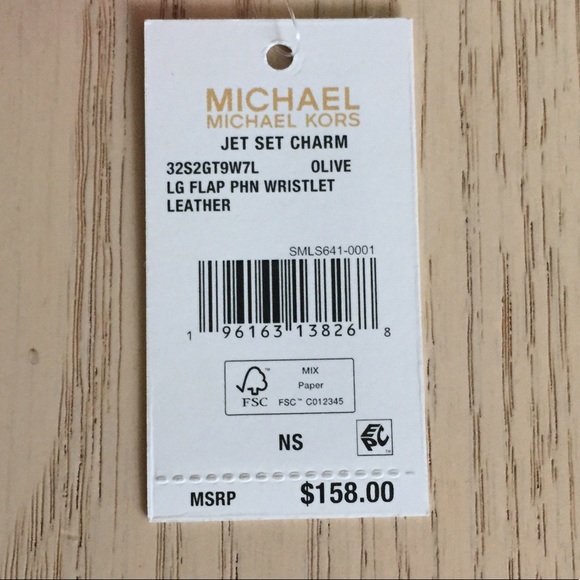 MICHAEL
MICHAEL KORS
JET SET CHARM
32S2GT9W7L OLIVE
LG FLAP PHN WRISTLET
LEATHER
SMLS641-0001
1 96163 13826 8
MIX
Paper
FSC™ C012345
FSC
NS
EPC
MSRP $158.00